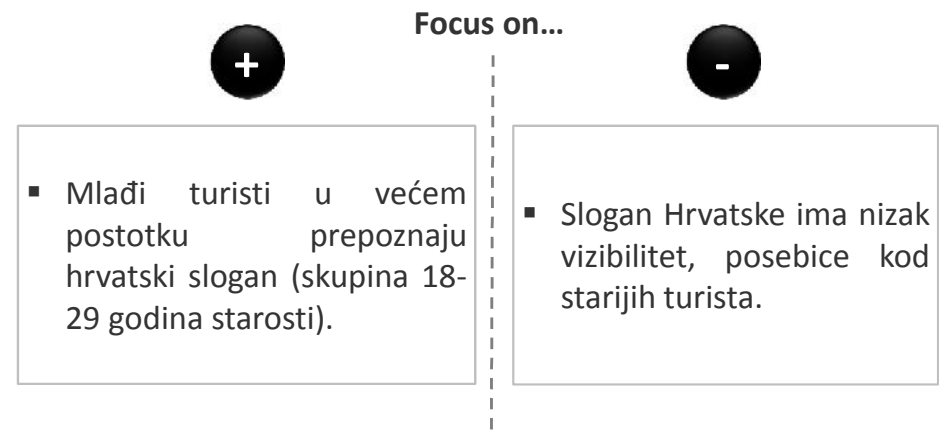 Focus on…
+
▪ Mlađi turisti u većem
postotku prepoznaju
hrvatski slogan (skupina 18-
29 godina starosti).
-
▪ Slogan Hrvatske ima nizak
vizibilitet, posebice kod
starijih turista.